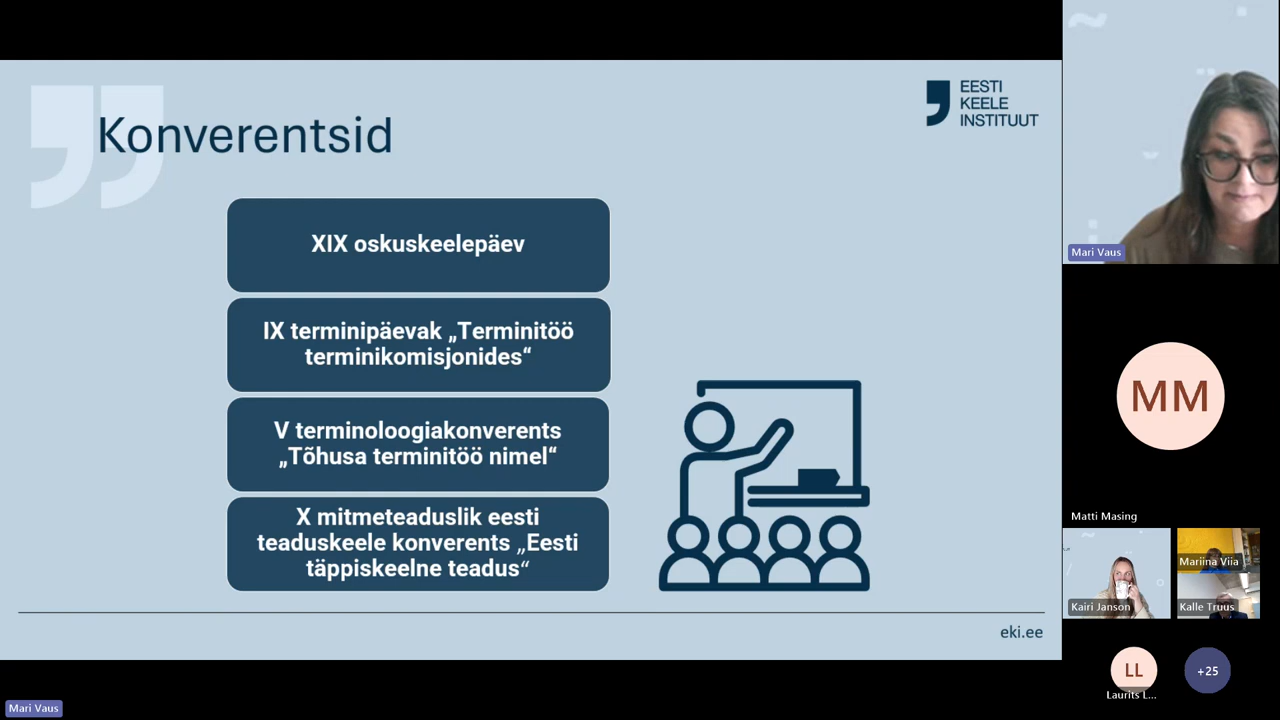 Konverentsid
EESTI
KEELE
INSTITUUT
XIX oskuskeelepäev
IX terminipäevak „Terminitöö
terminikomisjonides“
V terminoloogiakonverents
„Tõhusa terminitöö nimel“
X mitmeteaduslik eesti
teaduskeele konverents „Eesti
täppiskeelne teadus“
eki.ee
Mari Vaus
Mari Vaus
MM
Matti Masing
Kairi Janson
Mariina Viia
Kalle Truus
LL
Laurits L...
+25